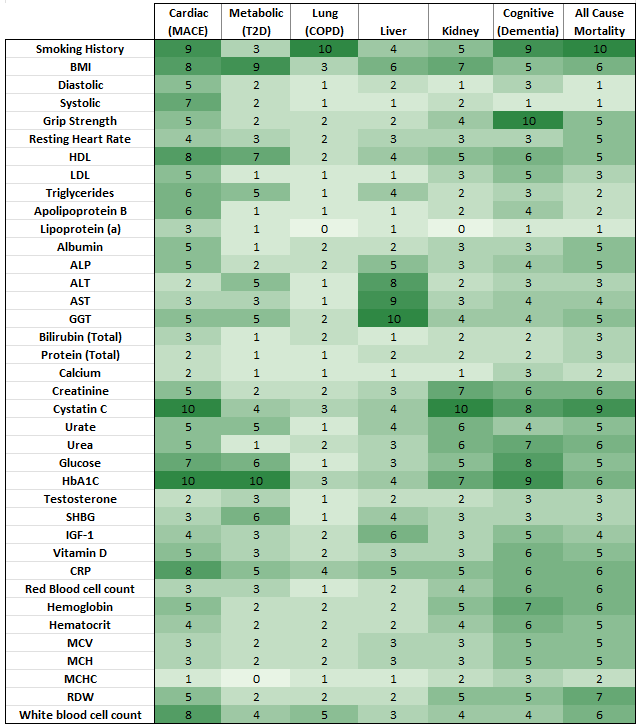 Cardiac (MACE) Metabolic (T2D) Lung (COPD) Liver Kidney Cognitive (Dementia) All Cause Mortality
Smoking History 9 3 10 4 5 9 10
BMI 8 9 3 6 7 5 6
Diastolic 5 2 1 2 1 3 1
Systolic 7 2 1 1 2 1 1
Grip Strength 5 2 2 2 4 10 5
Resting Heart Rate 4 3 2 3 3 3 5
HDL 8 7 2 4 5 6 5
LDL 5 1 1 1 3 5 3
Triglycerides 6 5 1 4 2 3 2
Apolipoprotein B 6 1 1 1 2 4 2
Lipoprotein (a) 3 1 0 1 0 1 1
Albumin 5 1 2 2 3 3 5
ALP 5 2 2 5 3 4 5
ALT 2 5 1 8 2 3 3
AST 3 3 1 9 3 4 4
GGT 5 5 2 10 4 4 5
Bilirubin (Total) 3 1 2 1 2 2 3
Protein (Total) 2 1 1 2 2 2 3
Calcium 2 1 1 1 1 3 2
Creatinine 5 2 2 3 7 6 6
Cystatin C 10 4 3 4 10 8 9
Urate 5 5 1 4 6 4 5
Urea 5 1 2 3 6 7 6
Glucose 7 6 1 3 5 8 5
HbA1C 10 10 3 4 7 9 6
Testosterone 2 3 1 2 2 3 3
SHBG 3 6 1 4 3 3 3
IGF-1 4 3 2 6 3 5 4
Vitamin D 5 3 2 3 3 6 5
CRP 8 5 4 5 5 6 6
Red Blood cell count 3 3 1 2 4 6 6
Hemoglobin 5 2 2 2 5 7 6
Hematocrit 4 2 2 2 4 6 6
MCV 3 2 2 3 3 5 5
MCH 3 2 2 3 3 5 5
MCHC 1 0 1 1 2 3 2
RDW 5 2 2 2 5 5 7
White blood cell count 8 4 5 3 4 4 6